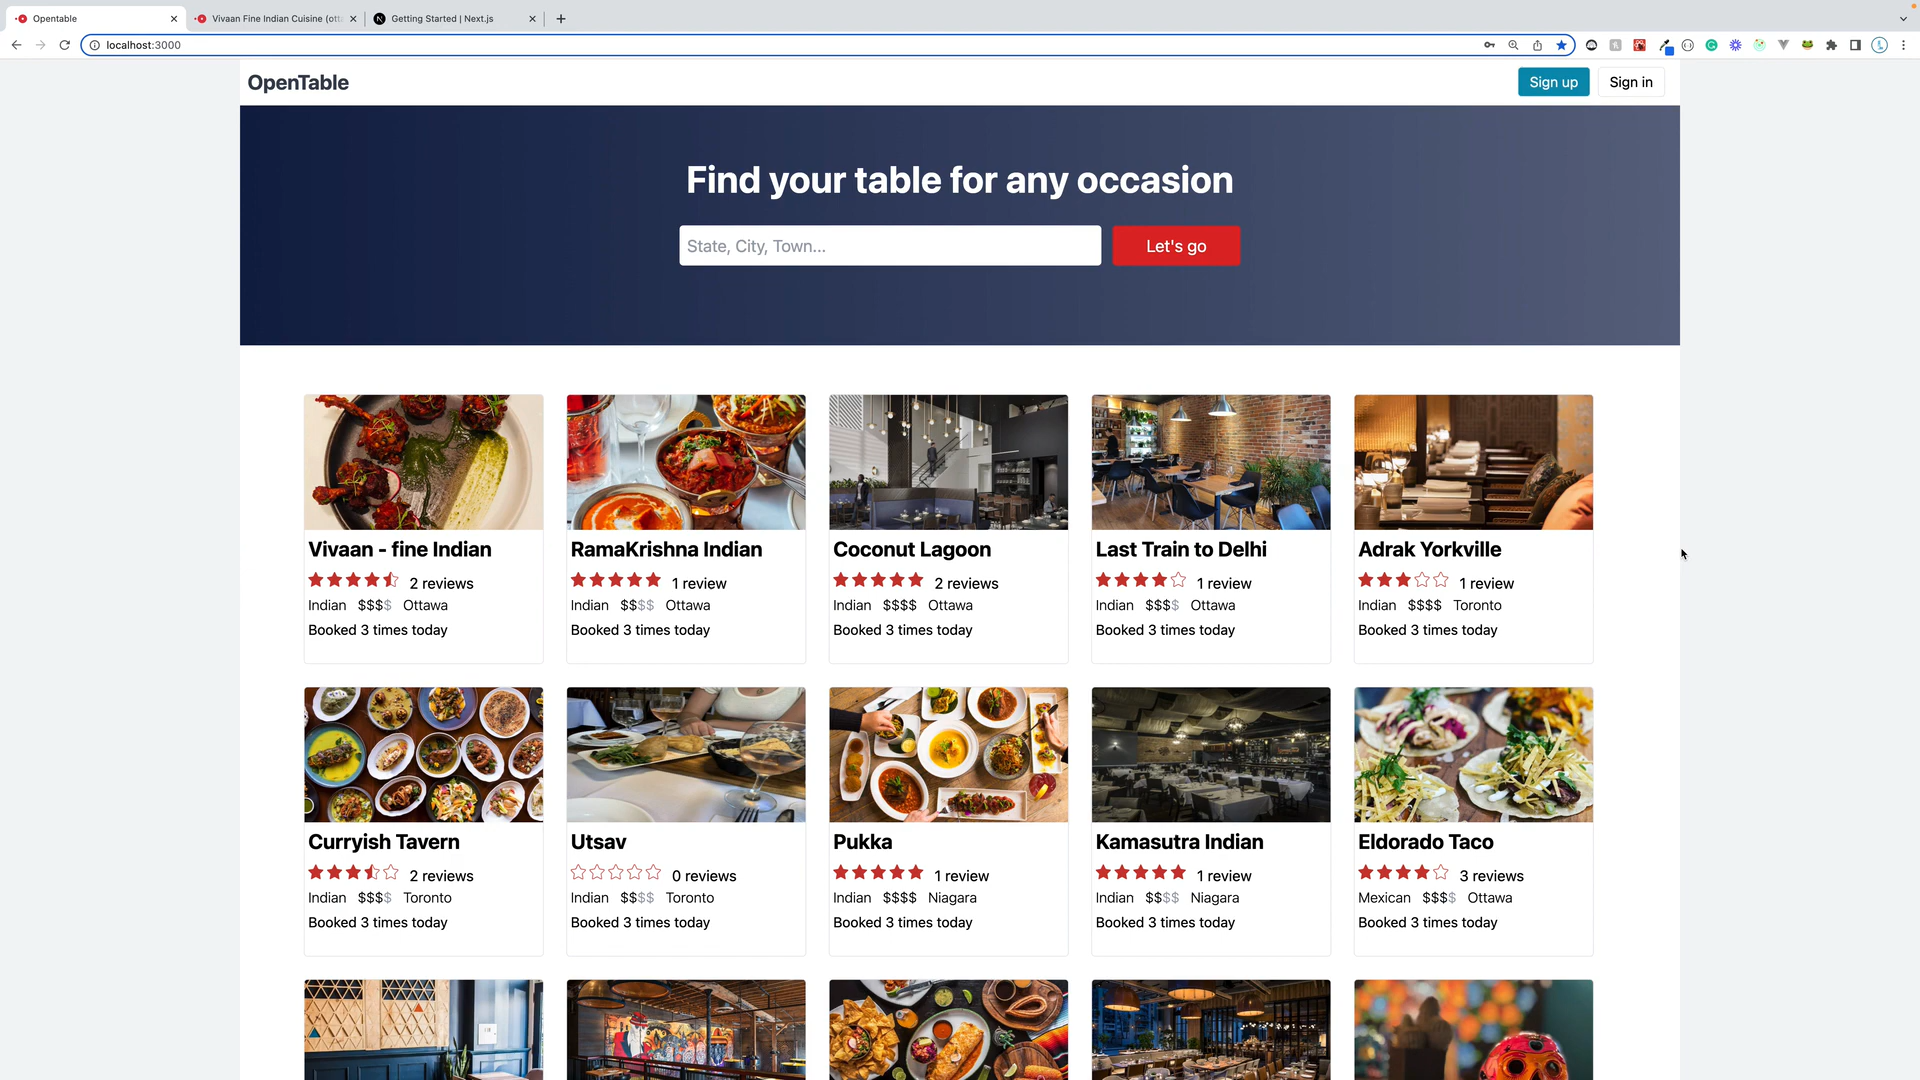 Opentable
Vivaan Fine Indian Cuisine (ott
Getting Started | Next.js
localhost:3000
OpenTable
Sign up
Sign in
Find your table for any occasion
State, City, Town...
Let's go
Vivaan - fine Indian
2 reviews
Indian $$$$ Ottawa
Booked 3 times today
RamaKrishna Indian
1 review
Indian $$$$ Ottawa
Booked 3 times today
Coconut Lagoon
2 reviews
Indian $$$$ Ottawa
Booked 3 times today
Last Train to Delhi
1 review
Indian $$$$ Ottawa
Booked 3 times today
Adrak Yorkville
1 review
Indian $$$$ Toronto
Booked 3 times today
Curryish Tavern
2 reviews
Indian $$$$ Toronto
Booked 3 times today
Utsav
0 reviews
Indian $$$$ Toronto
Booked 3 times today
Pukka
1 review
Indian $$$$ Niagara
Booked 3 times today
Kamasutra Indian
1 review
Indian $$$$ Niagara
Booked 3 times today
Eldorado Taco
3 reviews
Mexican $$$$ Ottawa
Booked 3 times today